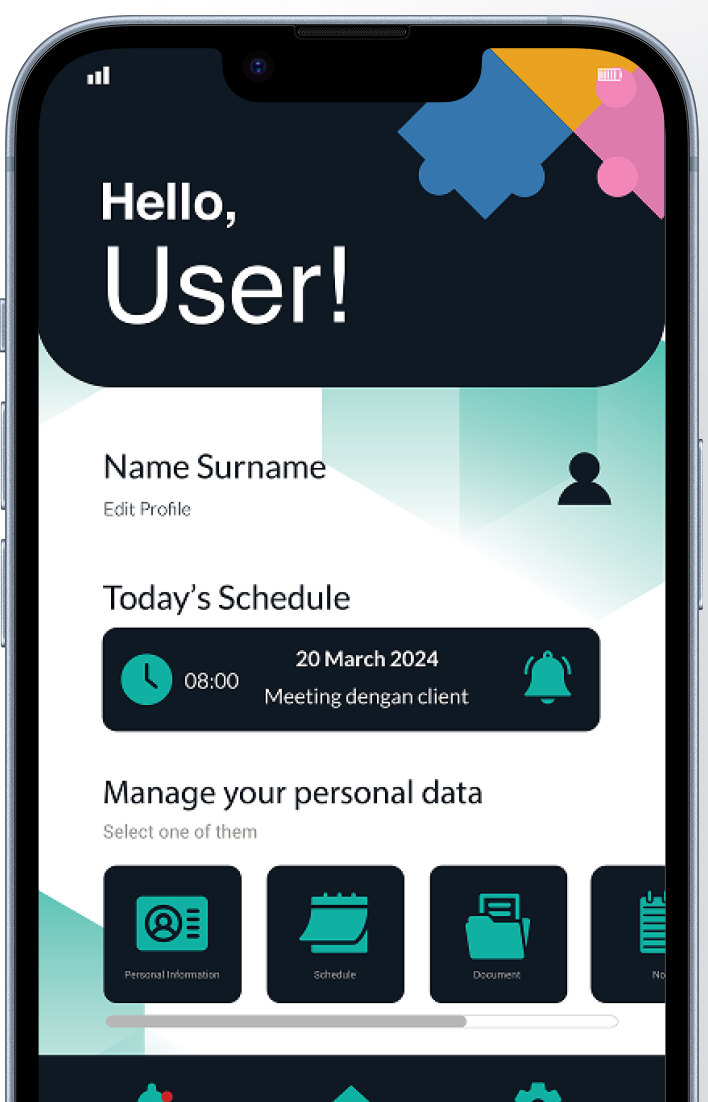 Hello,
User!
Name Surname
Edit Profile
Today’s Schedule
08:00
20 March 2024
Meeting dengan client
Manage your personal data
Select one of them
Personal Information
Schedule
Document
No